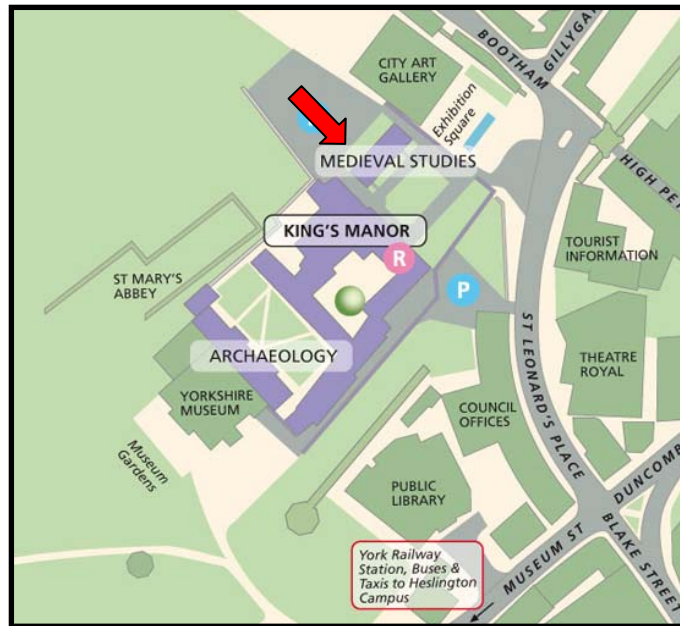 BOOTHAM
GILLYGA
CITY ART
GALLERY
Exhibition
Square
MEDIEVAL STUDIES
HIGH PET
KING'S MANOR
R
TOURIST
INFORMATION
ST MARY'S
ABBEY
P
ST LEONARD'S PLACE
ARCHAEOLOGY
THEATRE
ROYAL
YORKSHIRE
MUSEUM
COUNCIL
OFFICES
Museum
Gardens
DUNCOMB
PUBLIC
LIBRARY
BLAKE STREET
MUSEUM ST
York Railway
Station, Buses &
Taxis to Heslington
Campus